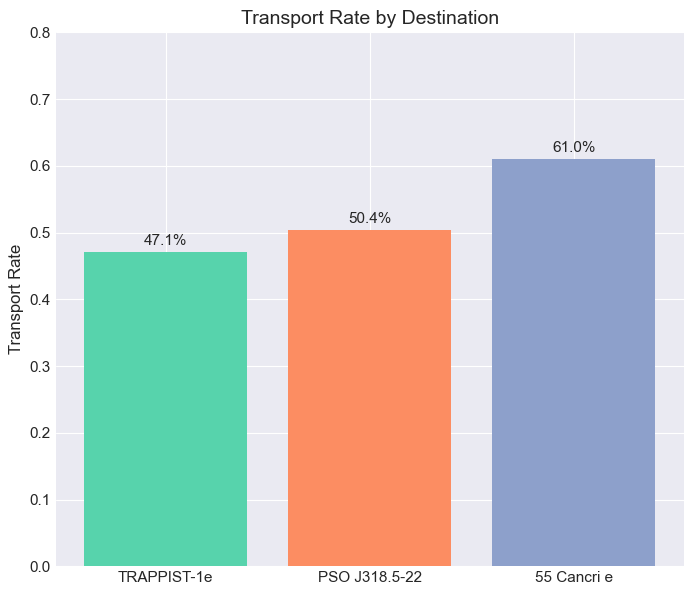 Transport Rate by Destination
Transport Rate
0.8
0.7
0.6
0.5
0.4
0.3
0.2
0.1
0.0
47.1%
50.4%
61.0%
TRAPPIST-1e
PSO J318.5-22
55 Cancri e